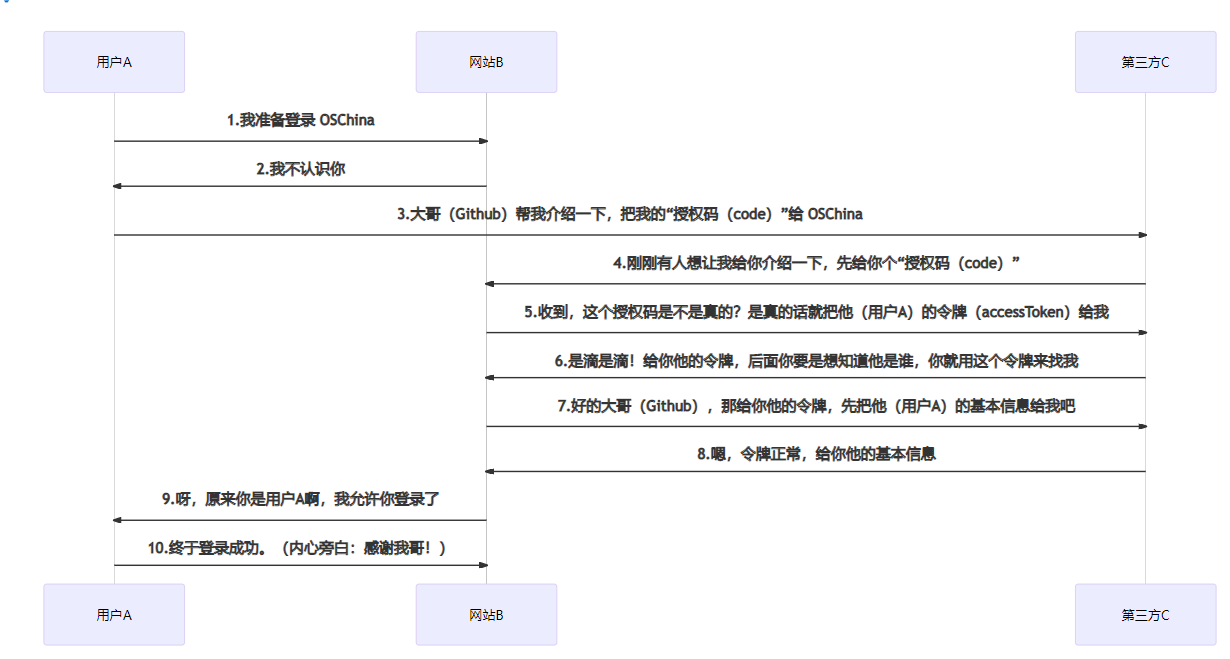 用户A
网站B
第三方C
1.我准备登录 OSChina
2.我不认识你
3.大哥（Github）帮我介绍一下，把我的“授权码（code）”给 OSChina
4.刚刚有人想让我给你介绍一下，先给你个“授权码（code）”
5.收到，这个授权码是不是真的？是真的话就把他（用户A）的令牌（accessToken）给我
6.是滴是滴！给你他的令牌，后面你要是想知道他是谁，你就用这个令牌来找我
7.好的大哥（Github），那给你他的令牌，先把他（用户A）的基本信息给我吧
8.嗯，令牌正常，给你他的基本信息
9.呀，原来你是用户A啊，我允许你登录了
10.终于登录成功。（内心旁白：感谢我哥！）
用户A
网站B
第三方C